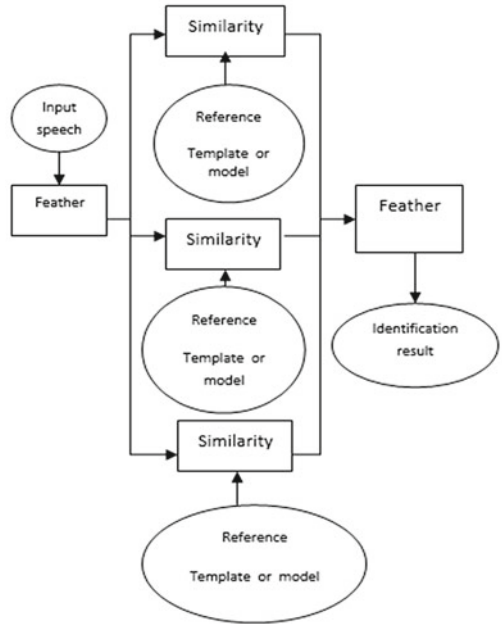 Similarity
Reference
Template or
model
Input
speech
Feather
Similarity
Reference
Template or
model
Similarity
Reference
Template or model
Feather
Identification
result